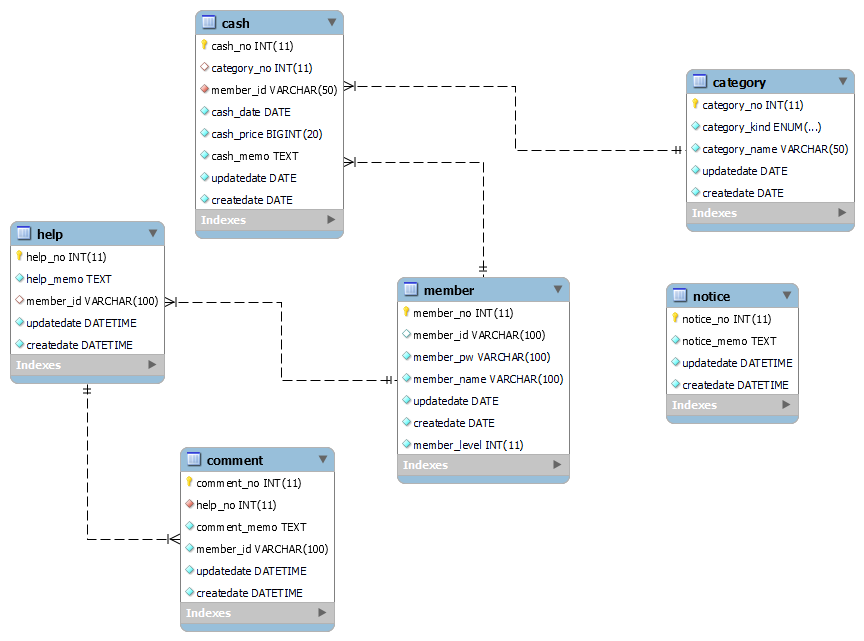 cash
cash_no INT(11)
category_no INT(11)
member_id VARCHAR(50)
cash_date DATE
cash_price BIGINT(20)
cash_memo TEXT
updatedate DATE
createdate DATE
Indexes
category
category_no INT(11)
category_kind ENUM(...)
category_name VARCHAR(50)
updatedate DATE
createdate DATE
Indexes
help
help_no INT(11)
help_memo TEXT
member_id VARCHAR(100)
updatedate DATETIME
createdate DATETIME
Indexes
member
member_no INT(11)
member_id VARCHAR(100)
member_pw VARCHAR(100)
member_name VARCHAR(100)
updatedate DATE
createdate DATE
member_level INT(11)
Indexes
notice
notice_no INT(11)
notice_memo TEXT
updatedate DATETIME
createdate DATETIME
Indexes
comment
comment_no INT(11)
help_no INT(11)
comment_memo TEXT
member_id VARCHAR(100)
updatedate DATETIME
createdate DATETIME
Indexes